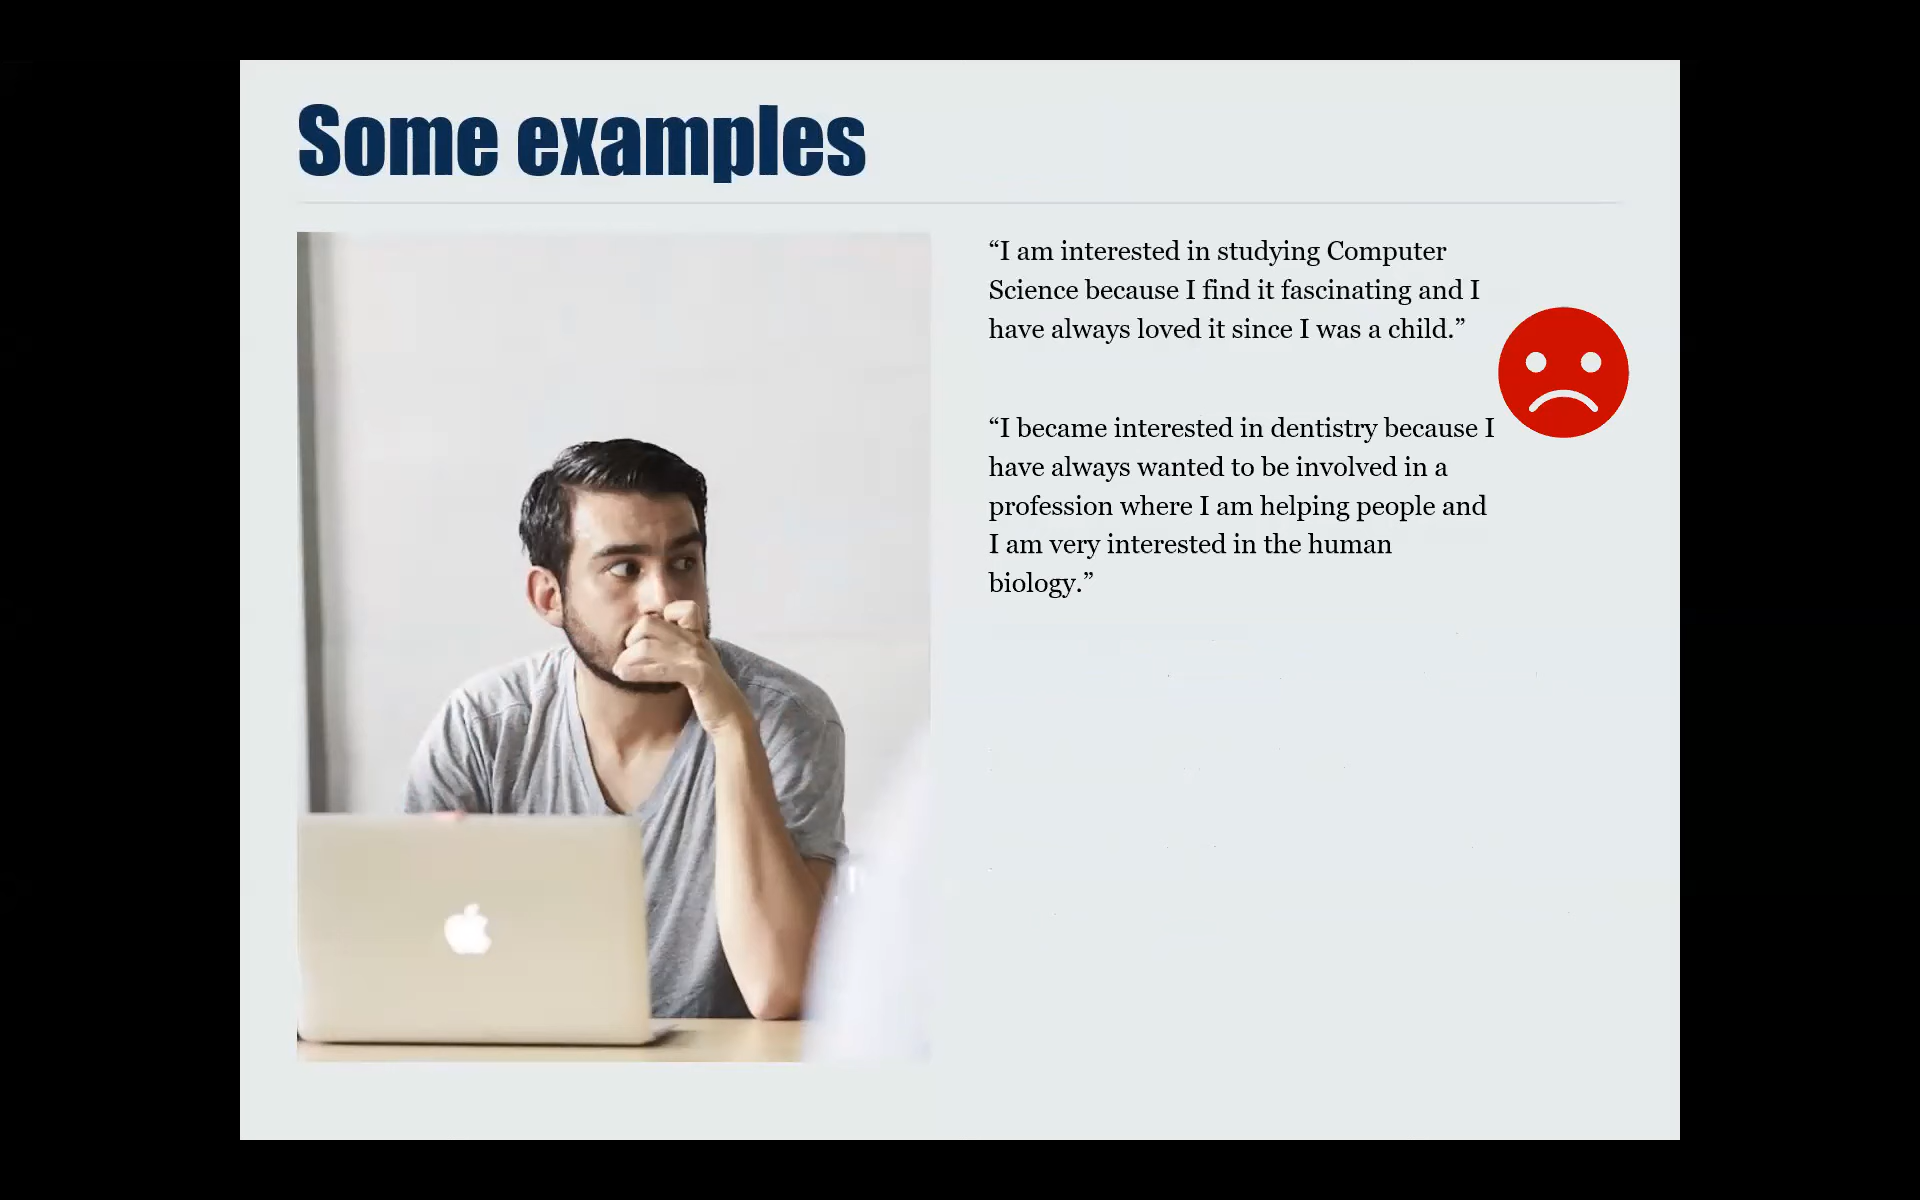 Some examples
“I am interested in studying Computer
Science because I find it fascinating and I
have always loved it since I was a child.”
“I became interested in dentistry because I
have always wanted to be involved in a
profession where I am helping people and
I am very interested in the human
biology.”